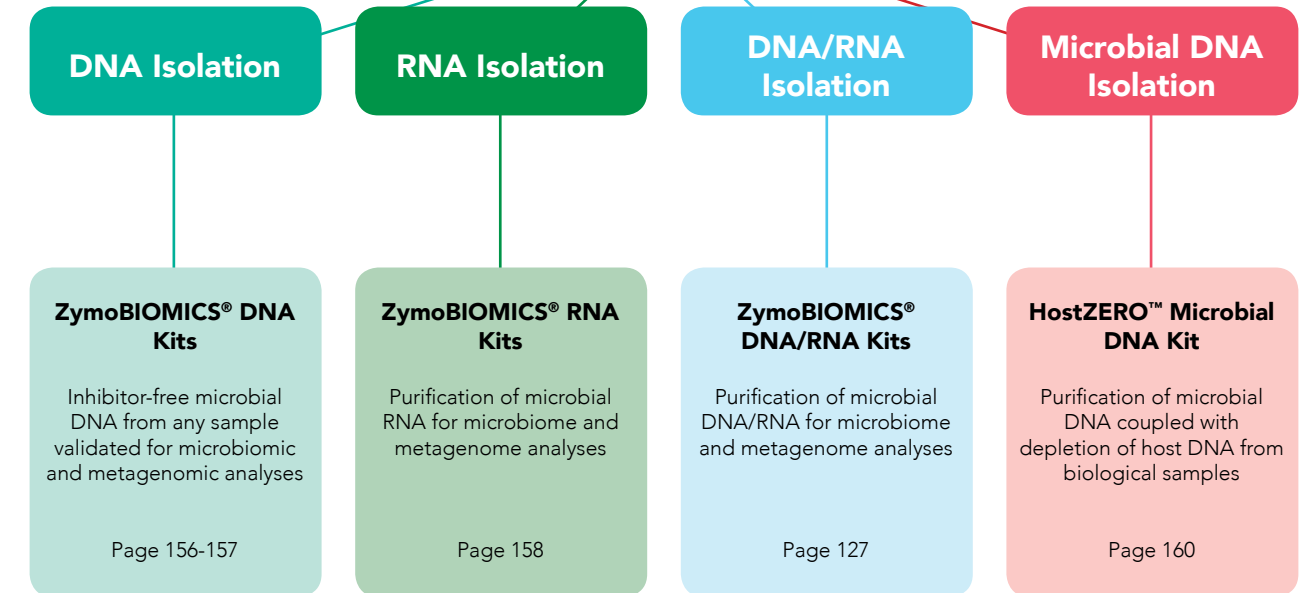 DNA Isolation
RNA Isolation
DNA/RNA
Isolation
Microbial DNA
Isolation
ZymoBIOMICS® DNA
Kits
Inhibitor-free microbial
DNA from any sample
validated for microbiomic
and metagenomic analyses
Page 156-157
ZymoBIOMICS® RNA
Kits
Purification of microbial
RNA for microbiome and
metagenome analyses
Page 158
ZymoBIOMICS®
DNA/RNA Kits
Purification of microbial
DNA/RNA for microbiome
and metagenome analyses
Page 127
HostZERO™ Microbial
DNA Kit
Purification of microbial
DNA coupled with
depletion of host DNA from
biological samples
Page 160